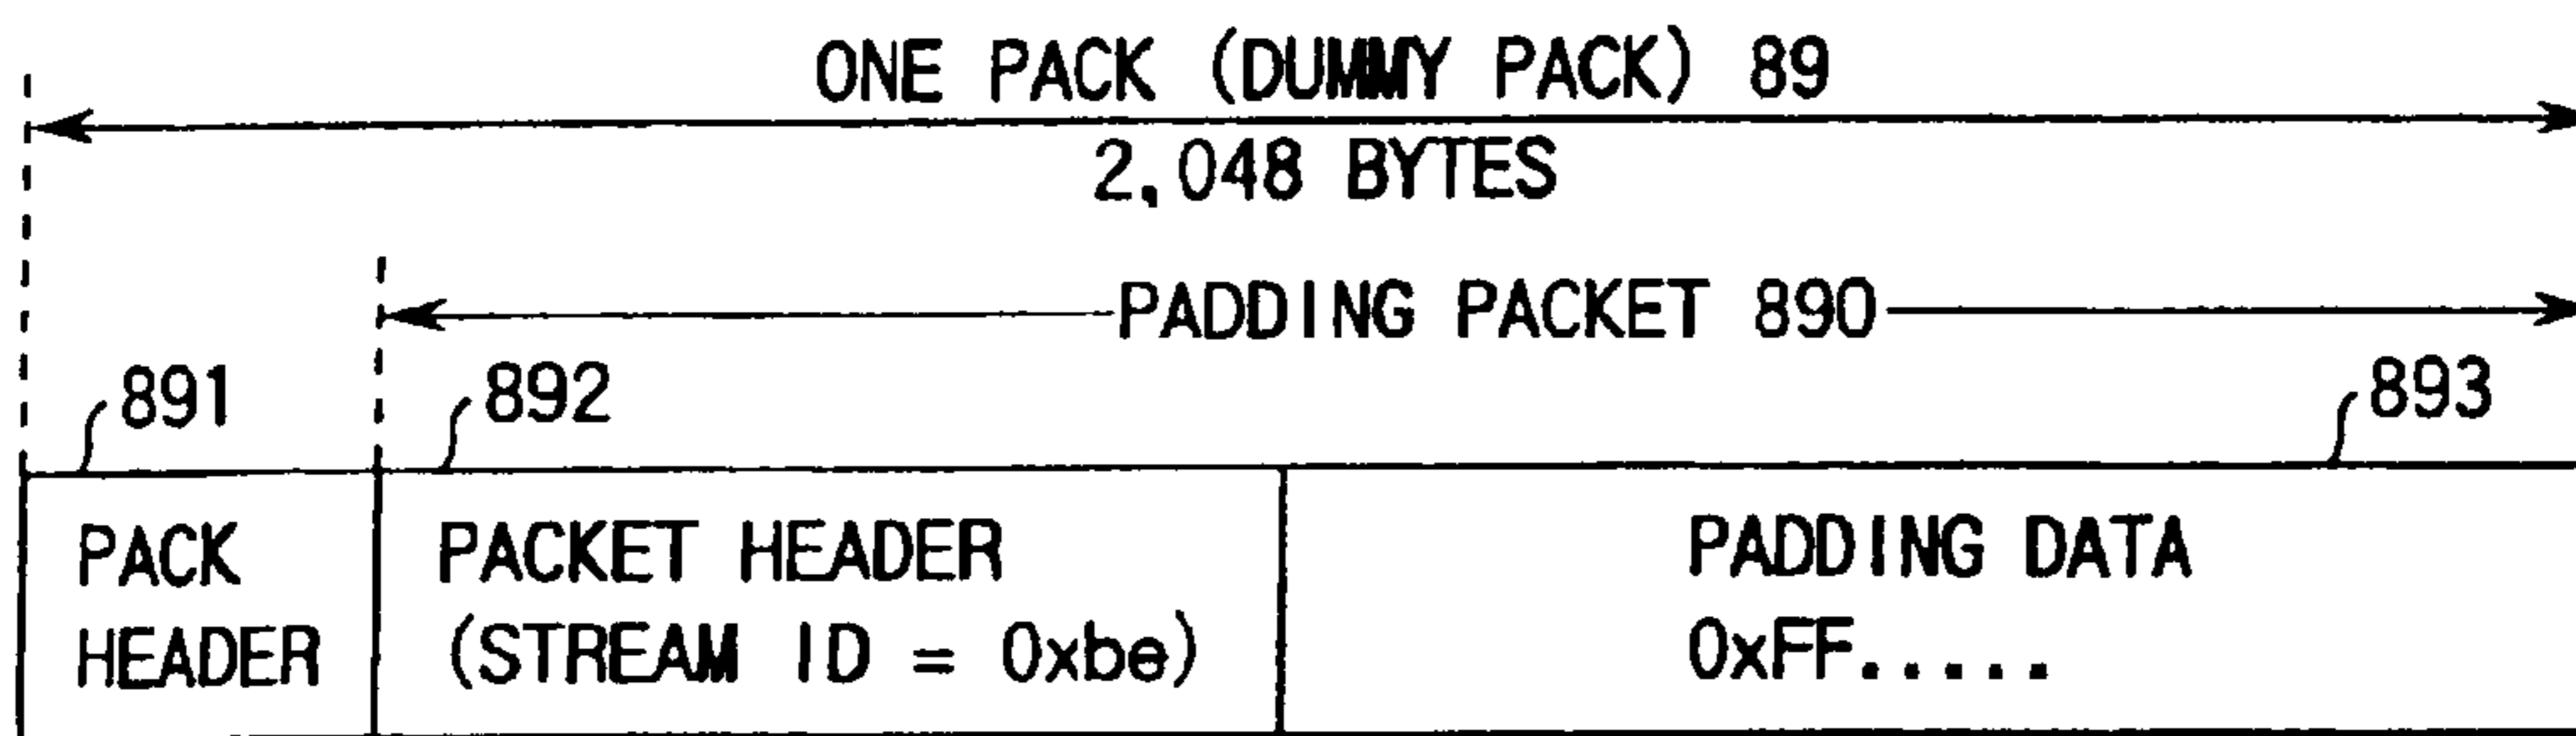 ONE PACK (DUMMY PACK) 89
2,048 BYTES
PADDING PACKET 890
891
892
893
PACK
HEADER
PACKET HEADER
(STREAM ID = 0xbe)
PADDING DATA
0xFF.....